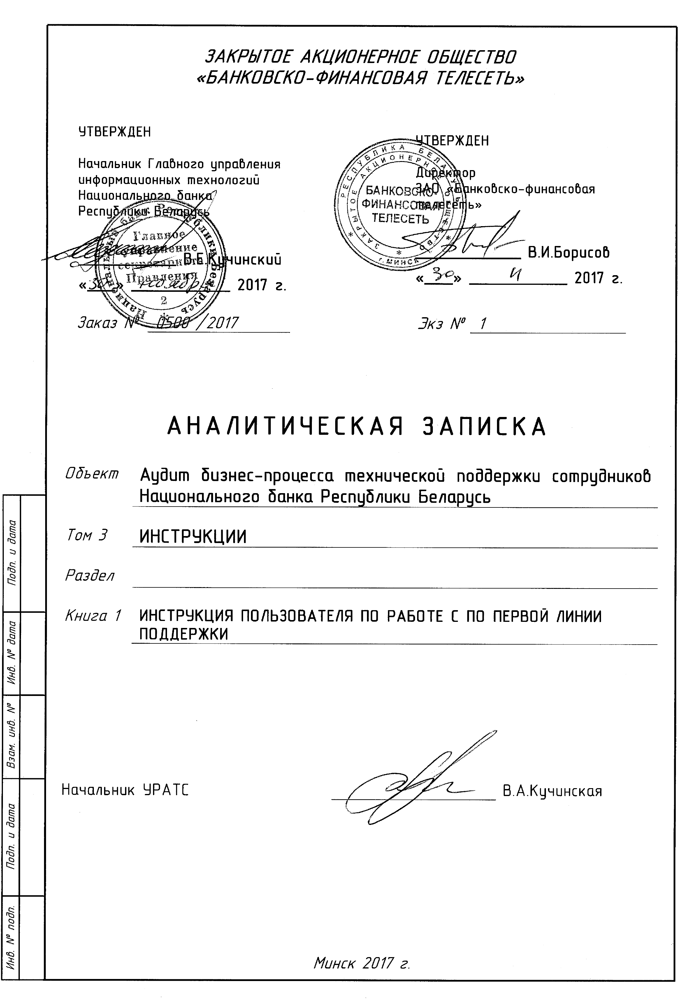 ЗАКРЫТОЕ АКЦИОНЕРНОЕ ОБЩЕСТВО
«БАНКОВСКО-ФИНАНСОВАЯ ТЕЛЕСЕТЬ»
УТВЕРЖДЕН
Начальник Главного управления
информационных технологий
Национального банка
Республики Беларусь
В.Е.Кучинский
«30» ноября 2017 г.
Национальный банк Республики Беларусь
Главное
управление
секретариата
Правления
2
Заказ № 0500 /2017
УТВЕРЖДЕН
Директор
ЗАО «Банковско-финансовая
телесеть»
В.И.Борисов
«30» 11 2017 г.
РЕСПУБЛИКА БЕЛАРУСЬ
ЗАКРЫТОЕ АКЦИОНЕРНОЕ ОБЩЕСТВО
г. МИНСК
БАНКОВСКО-
ФИНАНСОВАЯ
ТЕЛЕСЕТЬ
Экз № 1
АНАЛИТИЧЕСКАЯ ЗАПИСКА
Объект Аудит бизнес-процесса технической поддержки сотрудников
Национального банка Республики Беларусь
Том 3 ИНСТРУКЦИИ
Раздел
Книга 1 ИНСТРУКЦИЯ ПОЛЬЗОВАТЕЛЯ ПО РАБОТЕ С ПО ПЕРВОЙ ЛИНИИ
ПОДДЕРЖКИ
Начальник УРАТС В.А.Кучинская
Подп. и дата
Инв. № дата
Взам. инв. №
Подп. и дата
Инв. № подп.
Минск 2017 г.